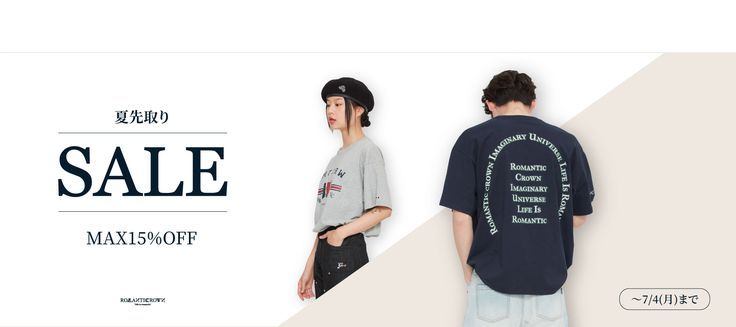 夏先取り
SALE
MAX15%OFF
ROMANTICCROWN
ROMANTIC CROWN IMAGINARY UNIVERSE LIFE IS ROMA
ROMANTIC
CROWN
IMAGINARY
UNIVERSE
LIFE IS
ROMANTIC
～7/4(月)まで